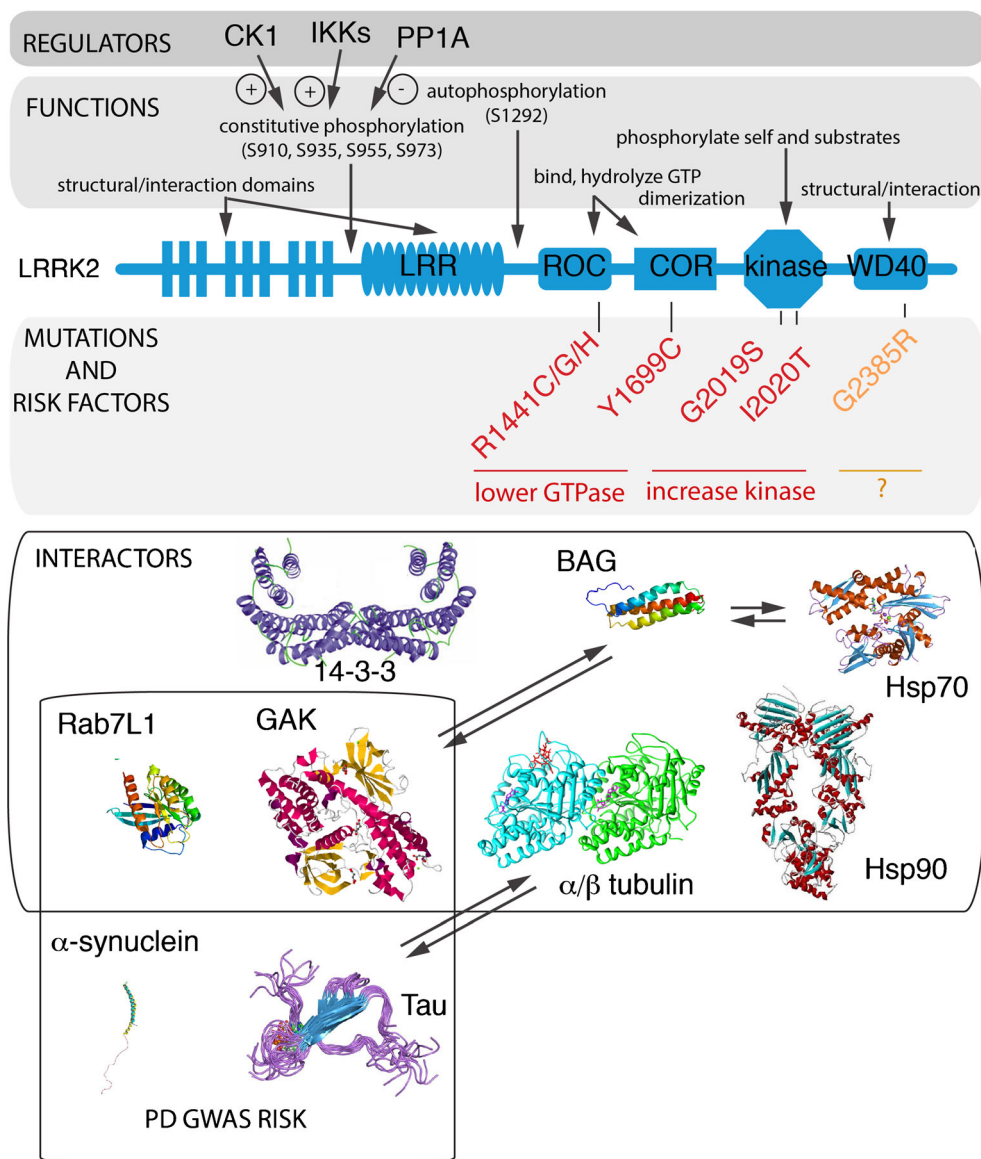 REGULATORS
CK1
IKKs
PP1A
+
+
-
FUNCTIONS
constitutive phosphorylation
(S910, S935, S955, S973)
autophosphorylation
(S1292)
phosphorylate self and substrates
structural/interaction domains
bind, hydrolyze GTP
dimerization
structural/interaction
LRRK2
LRR
ROC
COR
kinase
WD40
MUTATIONS
AND
RISK FACTORS
R1441C/G/H
Y1699C
G2019S
I2020T
G2385R
lower GTPase
increase kinase
?
INTERACTORS
14-3-3
BAG
Hsp70
Rab7L1
GAK
α/β tubulin
Hsp90
α-synuclein
Tau
PD GWAS RISK